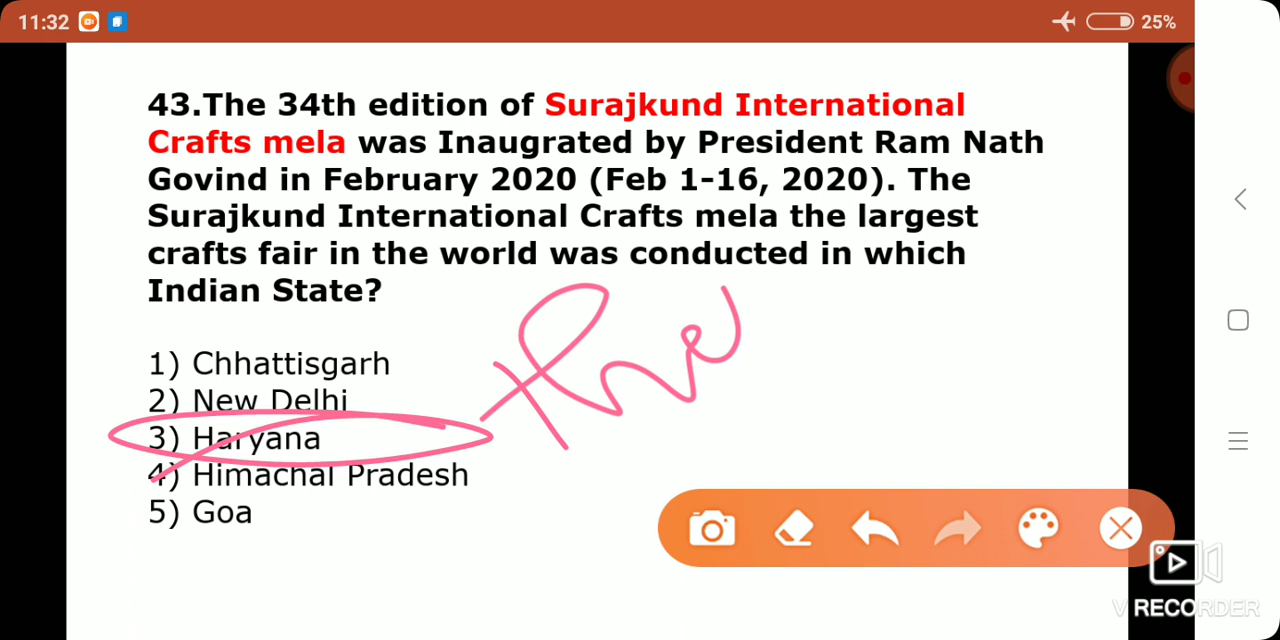 11:32
25%
43.The 34th edition of Surajkund International
Crafts mela was Inaugrated by President Ram Nath
Govind in February 2020 (Feb 1-16, 2020). The
Surajkund International Crafts mela the largest
crafts fair in the world was conducted in which
Indian State?
1) Chhattisgarh
2) New Delhi
3) Haryana
4) Himachal Pradesh
5) Goa
V RECORDER